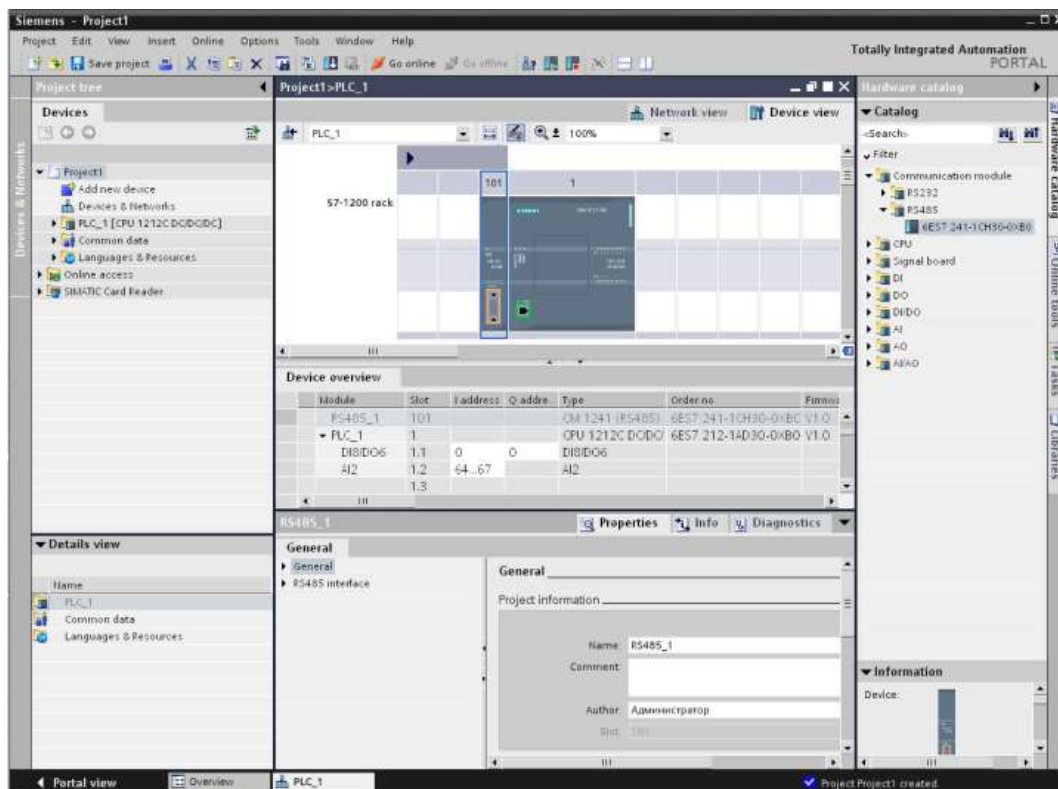 Siemens - Project1
Project Edit View Insert Online Options Tools Window Help
Save project Go online Go offline
Totally Integrated Automation
PORTAL
Project tree
Devices
Project1
Add new device
Devices & Networks
PLC_1 [CPU 1212C DC/DC/DC]
Common data
Languages & Resources
Online access
SIMATIC Card Reader
Devices & Networks
Details view
Name
PLC_1
Common data
Languages & Resources
Project1>PLC_1
Network view Device view
PLC_1 100%
101 1
S7-1200 rack
Device overview
Module Slot I address Q addre... Type Order no Firmwa
RS485_1 101 CM 1241 (RS485) 6ES7 241-1CH30-0XB0 V1.0
PLC_1 1 CPU 1212C DC/DC/ 6ES7 212-1AD30-0XB0 V1.0
DI8/DO6 1.1 0 0 DI8/DO6
AI2 1.2 64...67 AI2
1.3
RS485_1
Properties Info Diagnostics
General
General
RS485 interface
General
Project information
Name: RS485_1
Comment:
Author: Администратор
Slot: 101
Hardware catalog
Catalog
<Search>
Filter
Communication module
RS232
RS485
6ES7 241-1CH30-0XB0
CPU
Signal board
DI
DO
DI/DO
AI
AO
AI/AO
Information
Device:
Hardware catalog
Online tools
Tasks
Libraries
Portal view Overview PLC_1
Project Project1 created.